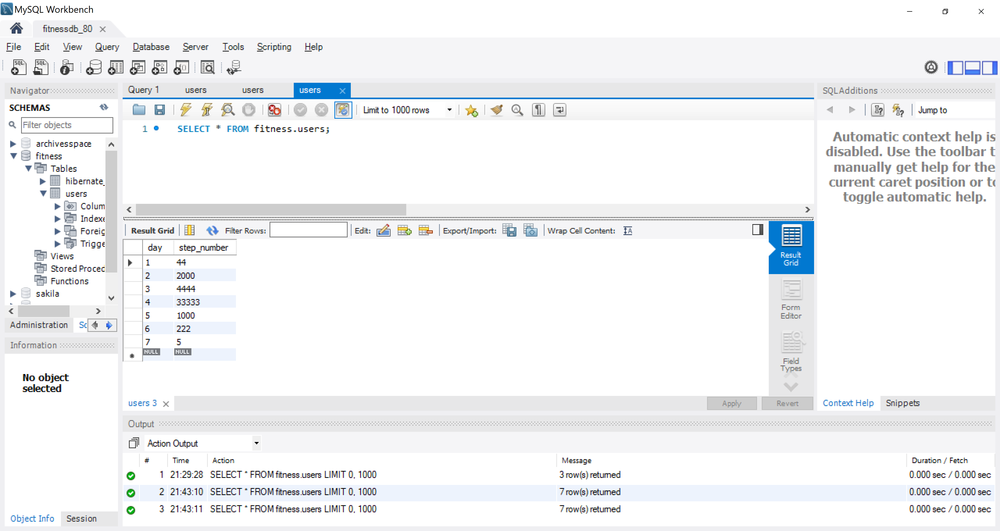 MySQL Workbench
fitnessdb_80
File Edit View Query Database Server Tools Scripting Help
Navigator
SCHEMAS
Filter objects
archivesspace
fitness
Tables
hibernate_
users
Colum
Indexe
Foreig
Trigge
Views
Stored Proced
Functions
sakila
Administration Sc
Information
No object
selected
Object Info Session
Query 1 users users users
Limit to 1000 rows
1 SELECT * FROM fitness.users;
Result Grid Filter Rows: Edit: Export/Import: Wrap Cell Content:
day step_number
1 44
2 2000
3 4444
4 33333
5 1000
6 222
7 5
NULL NULL
Result
Grid
Form
Editor
Field
Types
users 3 Apply Revert
SQLAdditions
Jump to
Automatic context help is
disabled. Use the toolbar t
manually get help for the
current caret position or to
toggle automatic help.
Context Help Snippets
Output
Action Output
# Time Action Message Duration / Fetch
1 21:29:28 SELECT * FROM fitness.users LIMIT 0, 1000 3 row(s) returned 0.000 sec / 0.000 sec
2 21:43:10 SELECT * FROM fitness.users LIMIT 0, 1000 7 row(s) returned 0.000 sec / 0.000 sec
3 21:43:11 SELECT * FROM fitness.users LIMIT 0, 1000 7 row(s) returned 0.000 sec / 0.000 sec